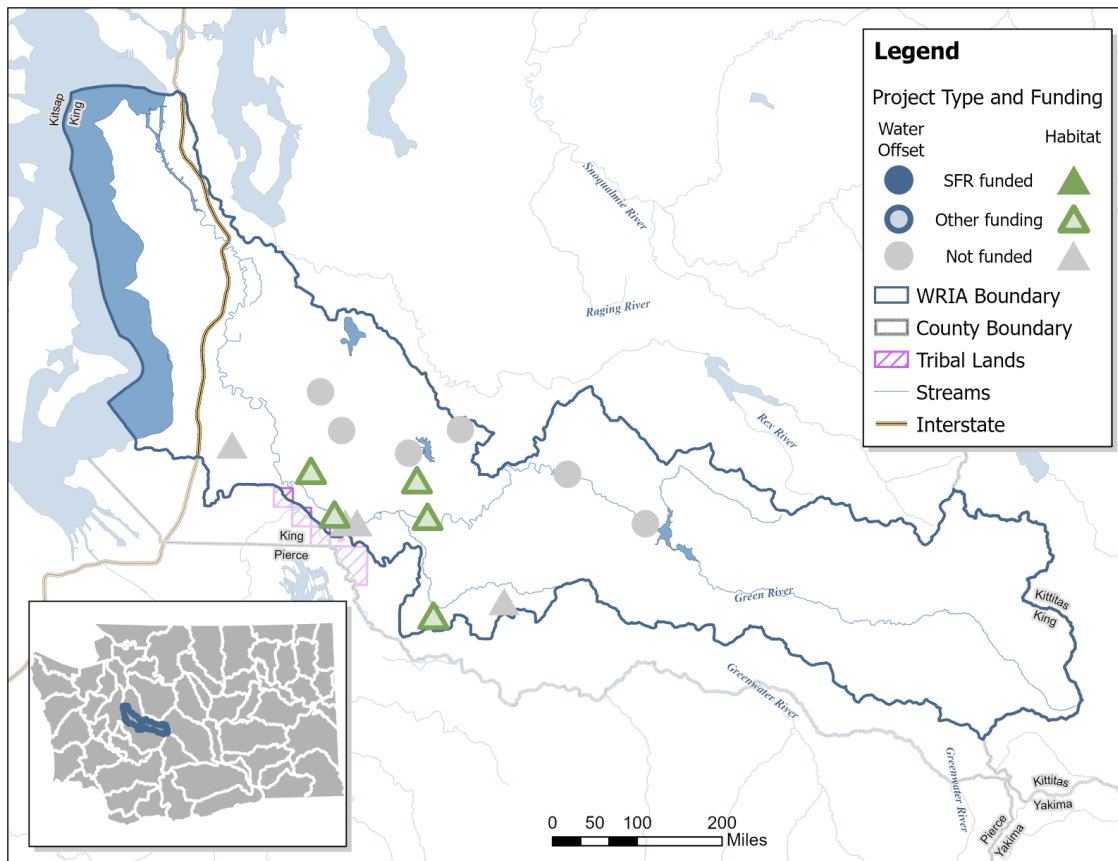 Legend
Project Type and Funding
Water
Offset
Habitat
SFR funded
Other funding
Not funded
WRIA Boundary
County Boundary
Tribal Lands
Streams
Interstate
Kitsap
King
Snoqualmie River
Raging River
Rex River
King
Pierce
Green River
Kittitas
King
Greenwater River
Greenwater River
Kittitas
Yakima
Pierce
Yakima
0 50 100 200
Miles